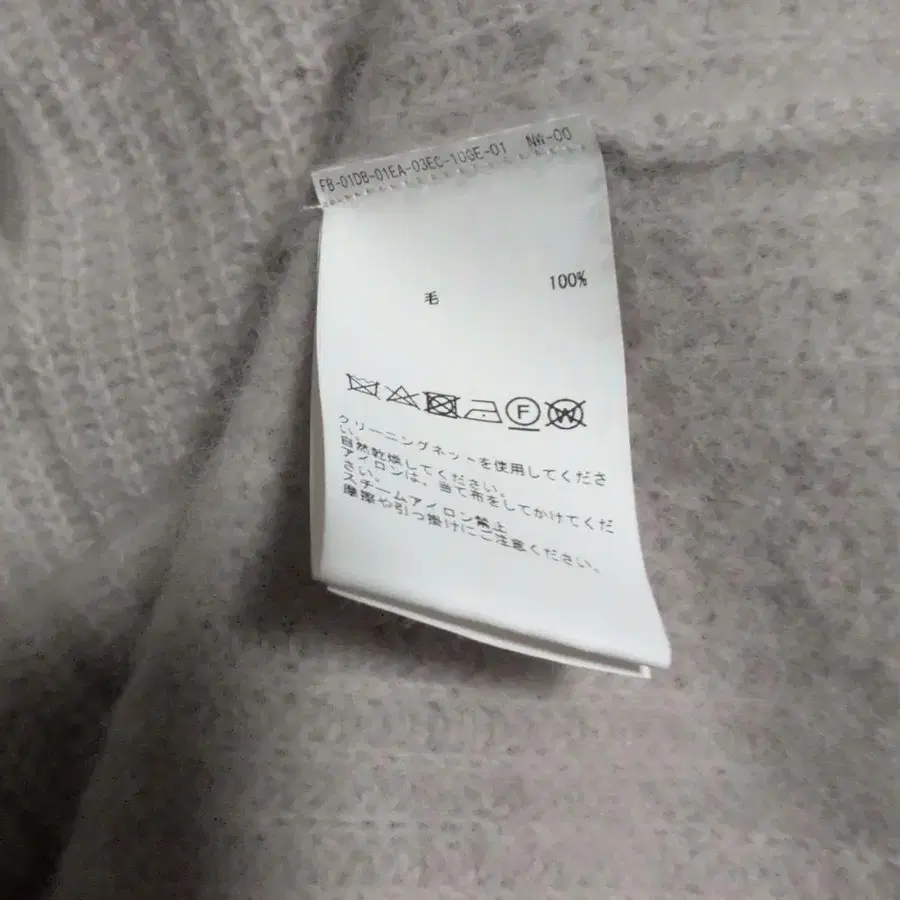 FB-01DB-01EA-03EC-10GE-01 NW-00
毛 100%
F W
クリーニングネットを使用してくださ
い。
自然乾燥してください。
アイロンは、当て布をしてかけてくだ
さい。
スチームアイロン禁止
摩擦や引っ掛けにご注意ください。